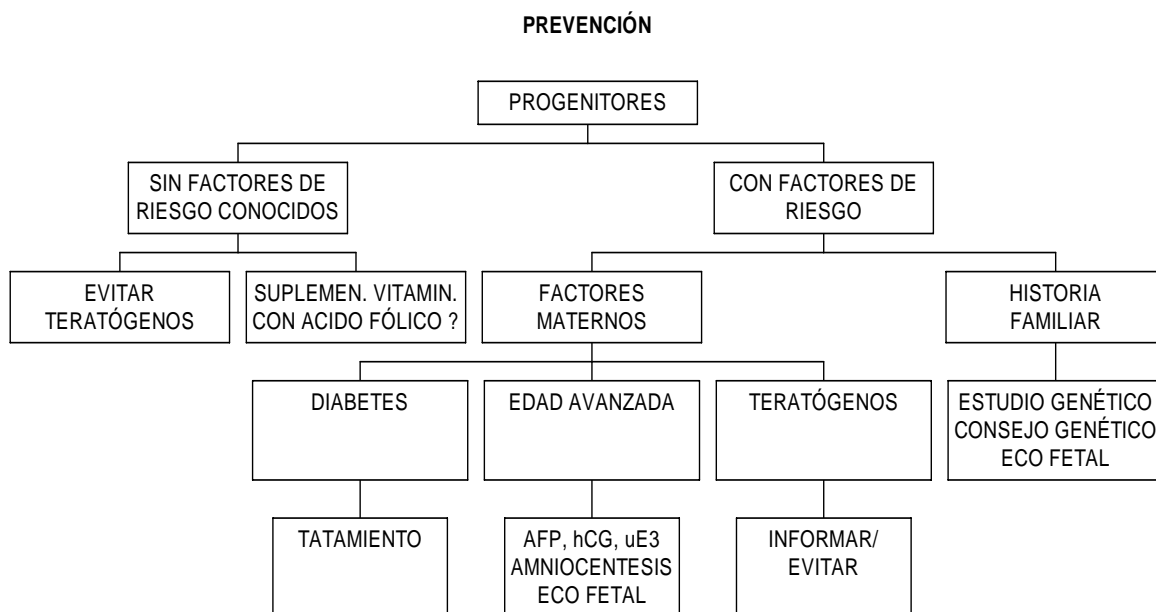 PREVENCIÓN
PROGENITORES
SIN FACTORES DE
RIESGO CONOCIDOS
CON FACTORES DE
RIESGO
EVITAR
TERATÓGENOS
SUPLEMEN. VITAMIN.
CON ACIDO FÓLICO ?
FACTORES
MATERNOS
HISTORIA
FAMILIAR
DIABETES
EDAD AVANZADA
TERATÓGENOS
ESTUDIO GENÉTICO
CONSEJO GENÉTICO
ECO FETAL
TATAMIENTO
AFP, hCG, uE3
AMNIOCENTESIS
ECO FETAL
INFORMAR/
EVITAR